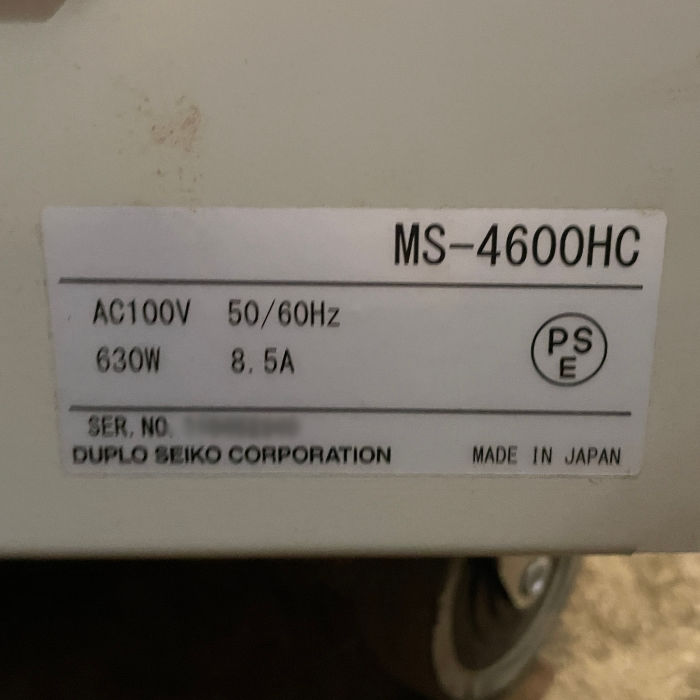 MS-4600HC
AC100V 50/60Hz
630W 8.5A
PS
E
SER. NO.
DUPLO SEIKO CORPORATION
MADE IN JAPAN